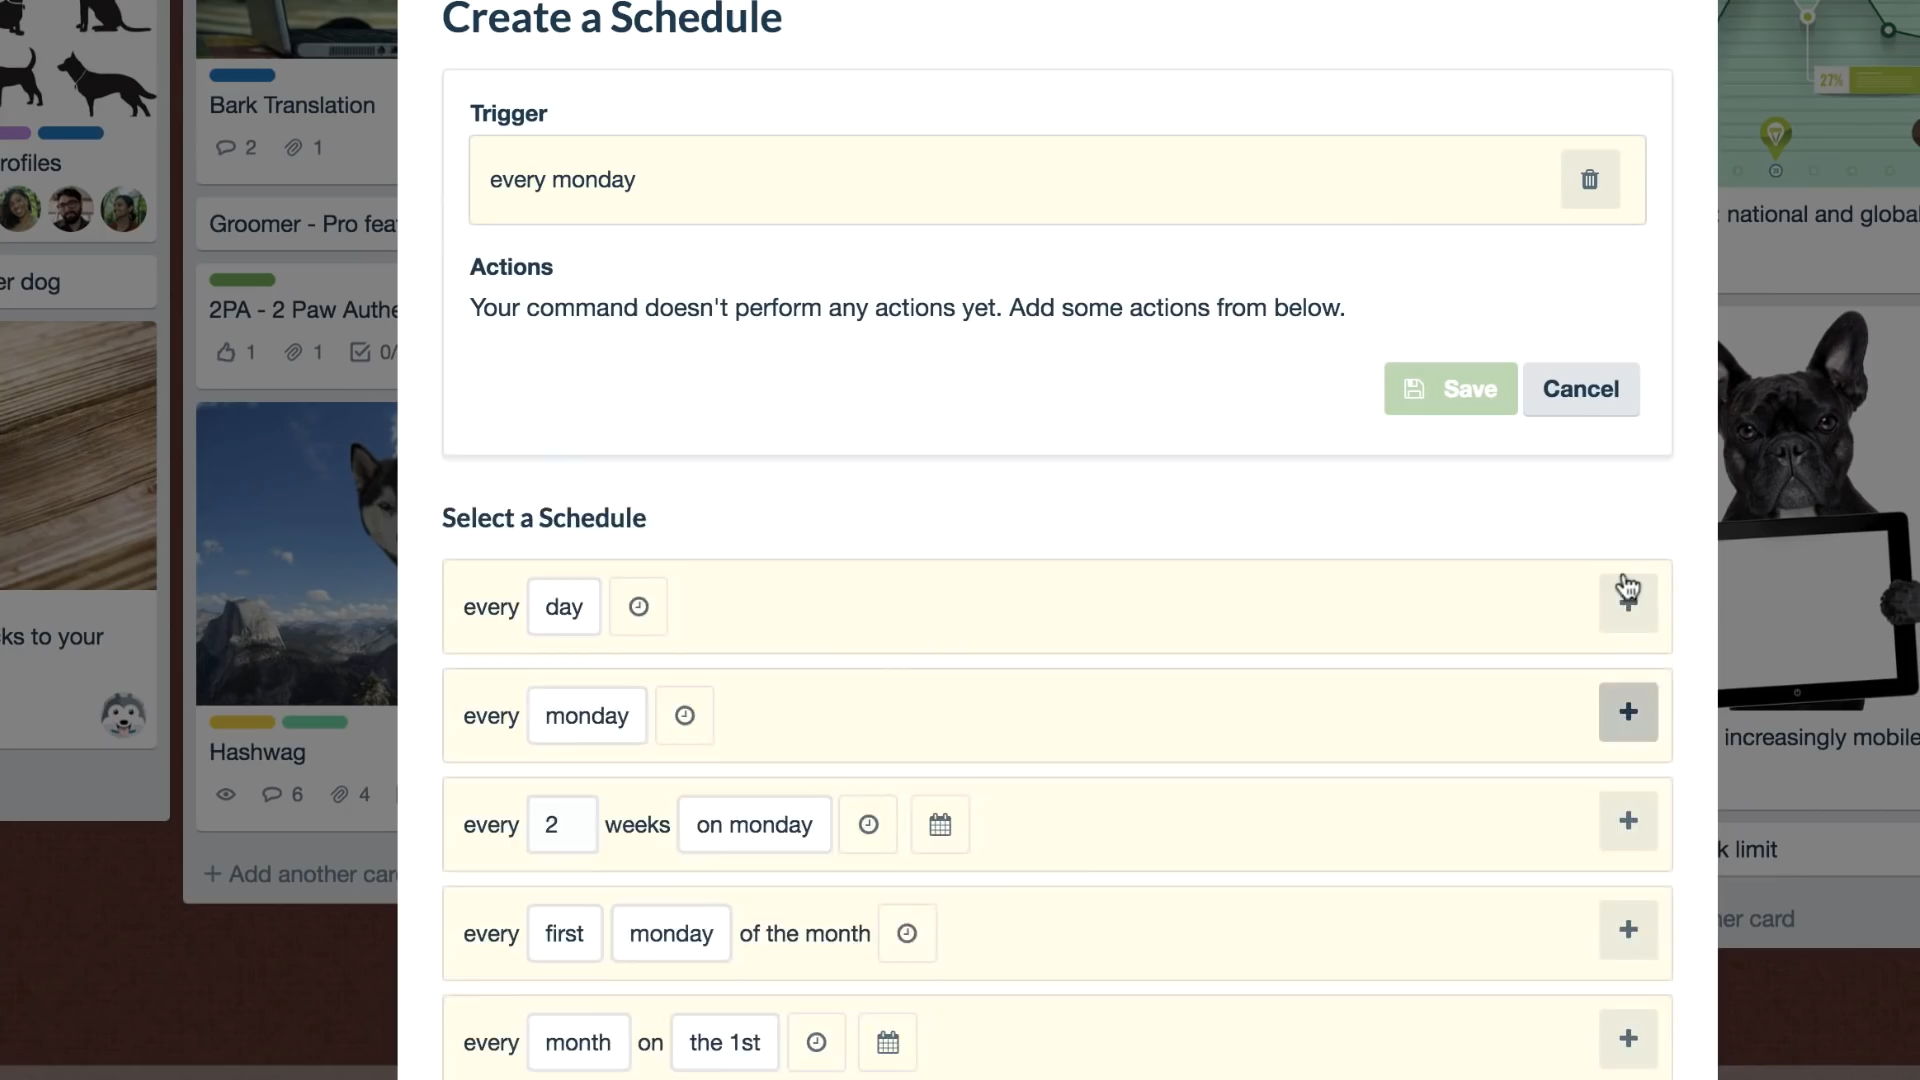 Create a Schedule
Trigger
every monday
Actions
Your command doesn't perform any actions yet. Add some actions from below.
Save
Cancel
Select a Schedule
every day
every monday
every 2 weeks on monday
every first monday of the month
every month on the 1st
rofiles
er dog
ks to your
Bark Translation
2 1
Groomer - Pro fea
2PA - 2 Paw Authe
1 1 0/
Hashwag
6 4
+ Add another car
27%
national and global
increasingly mobile
k limit
er card